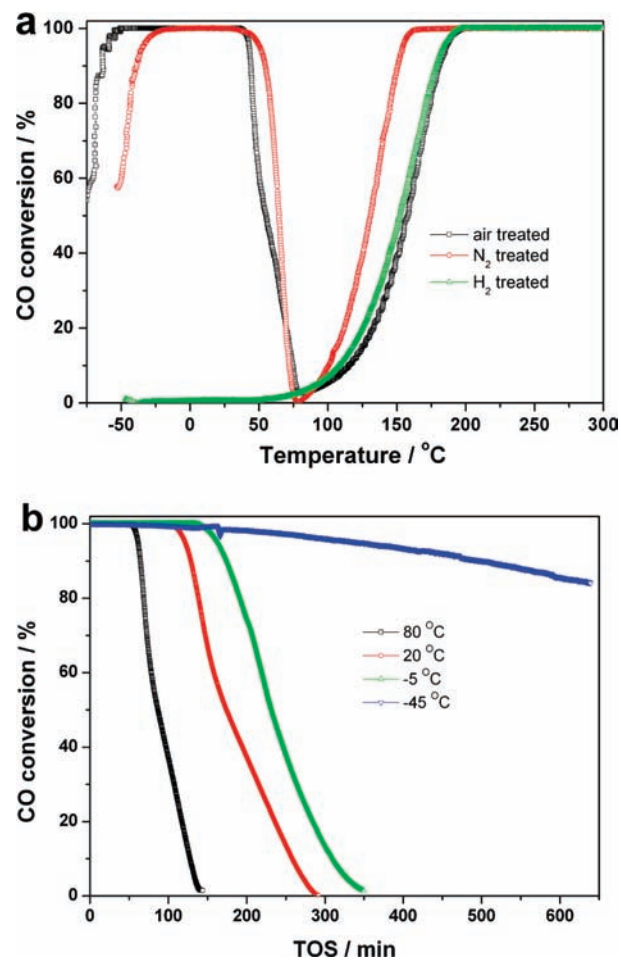 a
CO conversion / %
100
80
60
40
20
0
air treated
N₂ treated
H₂ treated
-50 0 50 100 150 200 250 300
Temperature / °C
b
CO conversion / %
100
80
60
40
20
0
80 °C
20 °C
-5 °C
-45 °C
0 100 200 300 400 500 600
TOS / min